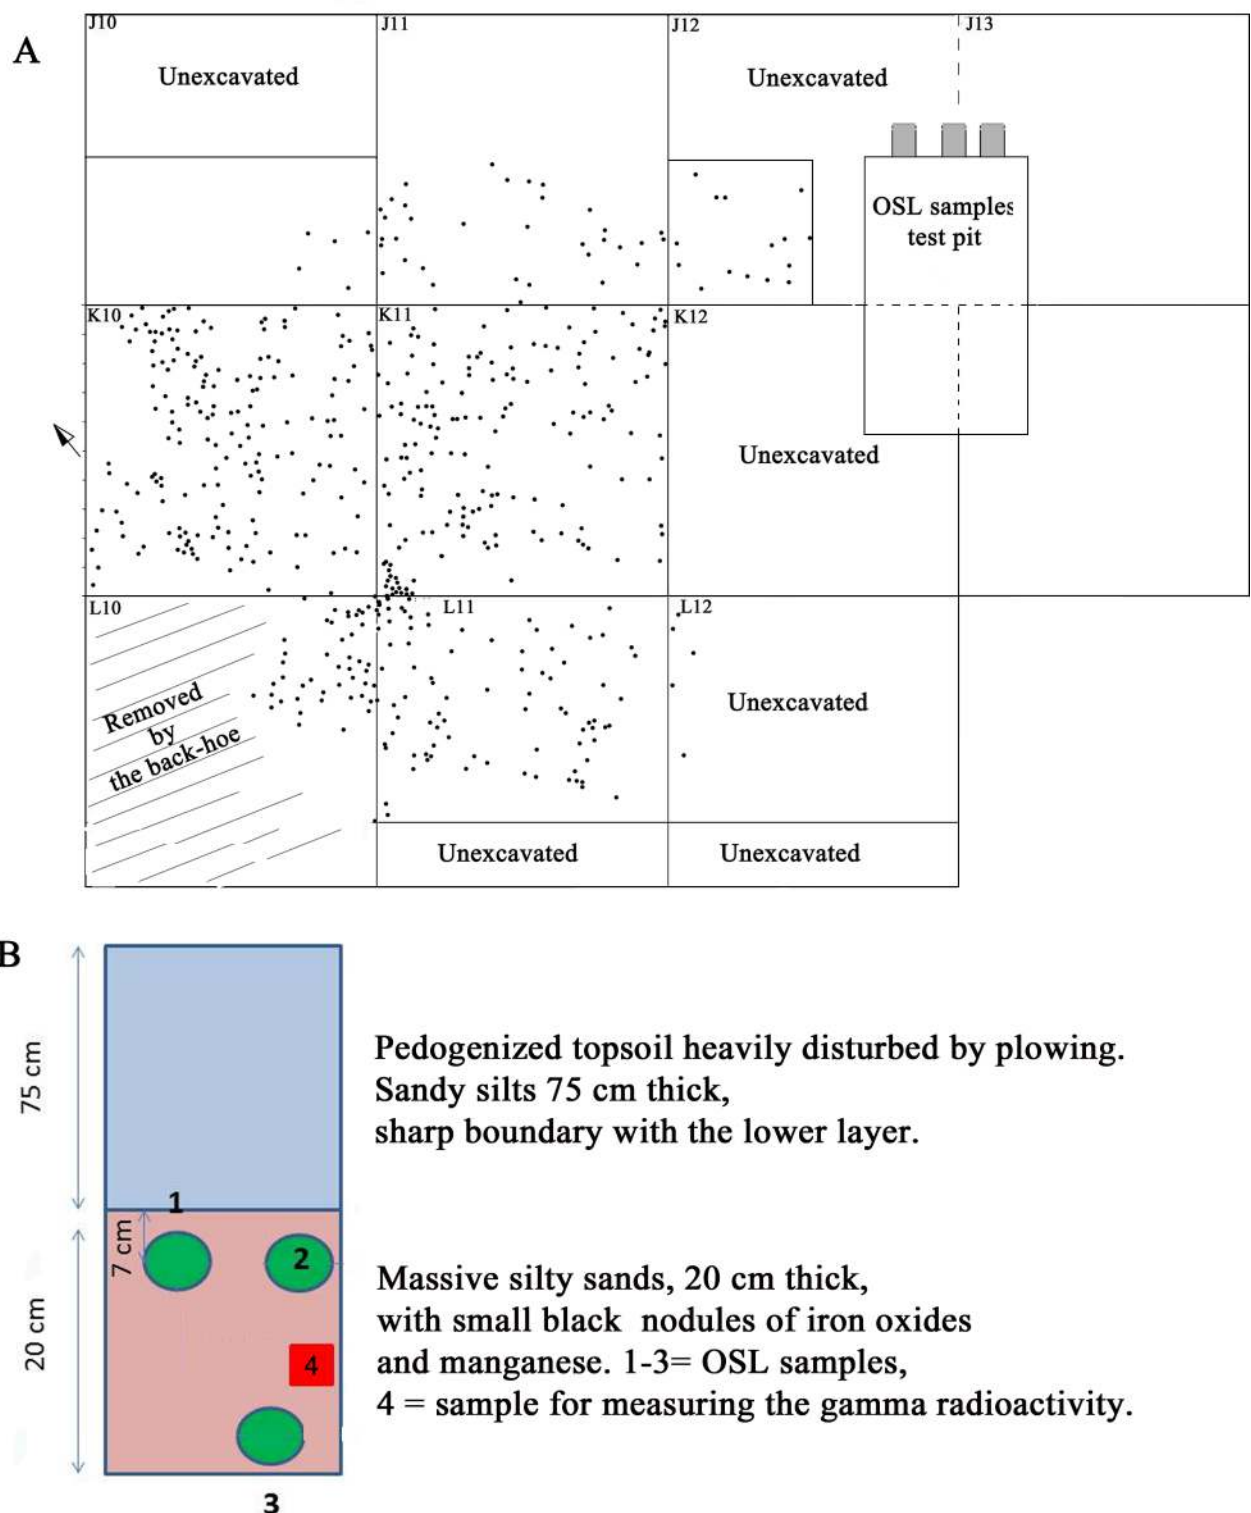 A
J10
J11
J12
J13
Unexcavated
Unexcavated
OSL samples
test pit
K10
K11
K12
Unexcavated
L10
L11
L12
Removed
by
the back-hoe
Unexcavated
Unexcavated
Unexcavated
B
75 cm
Pedogenized topsoil heavily disturbed by plowing.
Sandy silts 75 cm thick,
sharp boundary with the lower layer.
1
7 cm
2
20 cm
4
3
Massive silty sands, 20 cm thick,
with small black nodules of iron oxides
and manganese. 1-3= OSL samples,
4 = sample for measuring the gamma radioactivity.